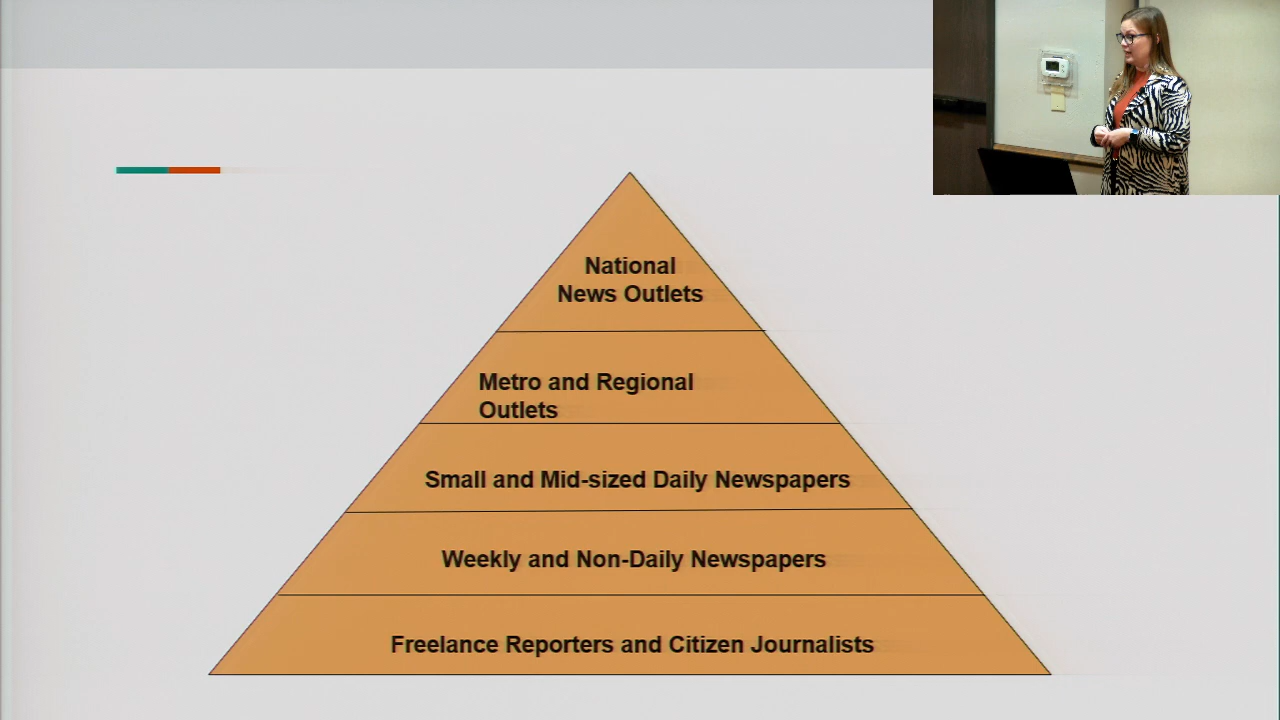 National
News Outlets
Metro and Regional
Outlets
Small and Mid-sized Daily Newspapers
Weekly and Non-Daily Newspapers
Freelance Reporters and Citizen Journalists